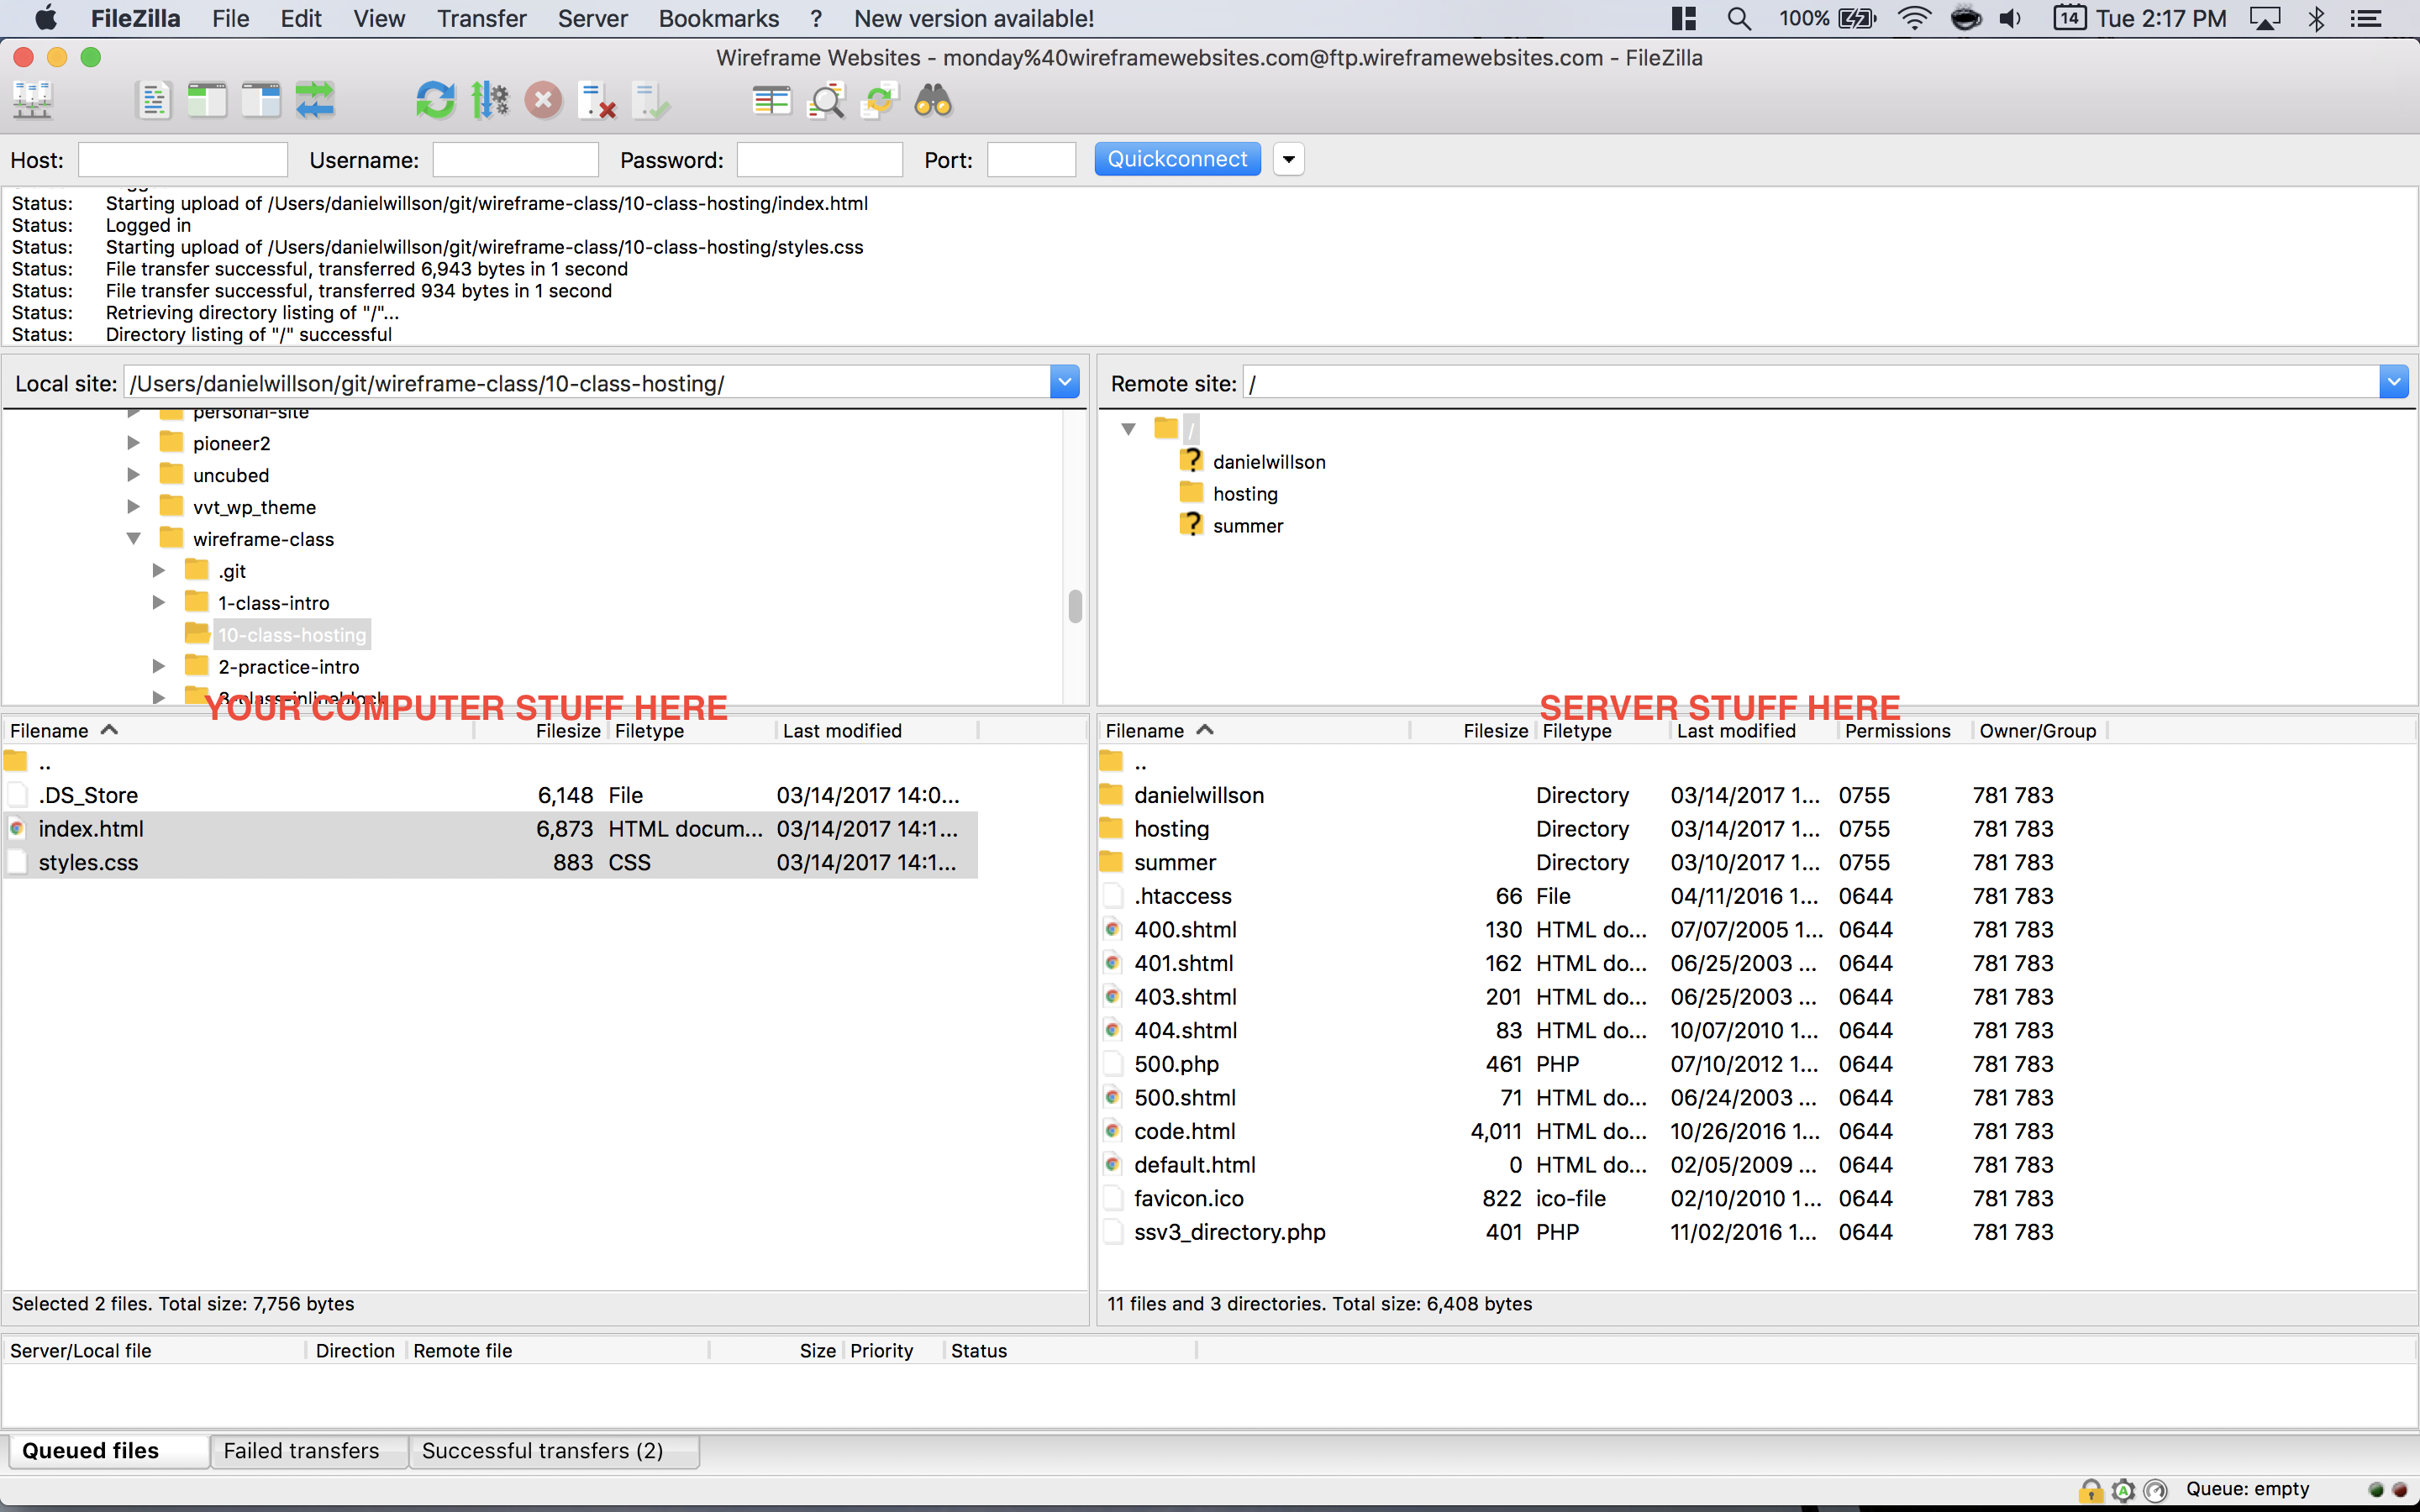 FileZilla File Edit View Transfer Server Bookmarks ? New version available! 100% 14 Tue 2:17 PM
Wireframe Websites - monday%40wireframewebsites.com@ftp.wireframewebsites.com - FileZilla
Host: Username: Password: Port: Quickconnect
Status: Starting upload of /Users/danielwillson/git/wireframe-class/10-class-hosting/index.html
Status: Logged in
Status: Starting upload of /Users/danielwillson/git/wireframe-class/10-class-hosting/styles.css
Status: File transfer successful, transferred 6,943 bytes in 1 second
Status: File transfer successful, transferred 934 bytes in 1 second
Status: Retrieving directory listing of "/"...
Status: Directory listing of "/" successful
Local site: /Users/danielwillson/git/wireframe-class/10-class-hosting/
personal-site
pioneer2
uncubed
vvt_wp_theme
wireframe-class
.git
1-class-intro
10-class-hosting
2-practice-intro
3-class-inlineblock
YOUR COMPUTER STUFF HERE
Filename Filesize Filetype Last modified
..
.DS_Store 6,148 File 03/14/2017 14:0...
index.html 6,873 HTML docum... 03/14/2017 14:1...
styles.css 883 CSS 03/14/2017 14:1...
Selected 2 files. Total size: 7,756 bytes
Remote site: /
/
? danielwillson
hosting
? summer
SERVER STUFF HERE
Filename Filesize Filetype Last modified Permissions Owner/Group
..
danielwillson Directory 03/14/2017 1... 0755 781 783
hosting Directory 03/14/2017 1... 0755 781 783
summer Directory 03/10/2017 1... 0755 781 783
.htaccess 66 File 04/11/2016 1... 0644 781 783
400.shtml 130 HTML do... 07/07/2005 1... 0644 781 783
401.shtml 162 HTML do... 06/25/2003 ... 0644 781 783
403.shtml 201 HTML do... 06/25/2003 ... 0644 781 783
404.shtml 83 HTML do... 10/07/2010 1... 0644 781 783
500.php 461 PHP 07/10/2012 1... 0644 781 783
500.shtml 71 HTML do... 06/24/2003 ... 0644 781 783
code.html 4,011 HTML do... 10/26/2016 1... 0644 781 783
default.html 0 HTML do... 02/05/2009 ... 0644 781 783
favicon.ico 822 ico-file 02/10/2010 1... 0644 781 783
ssv3_directory.php 401 PHP 11/02/2016 1... 0644 781 783
11 files and 3 directories. Total size: 6,408 bytes
Server/Local file Direction Remote file Size Priority Status
Queued files Failed transfers Successful transfers (2)
Queue: empty